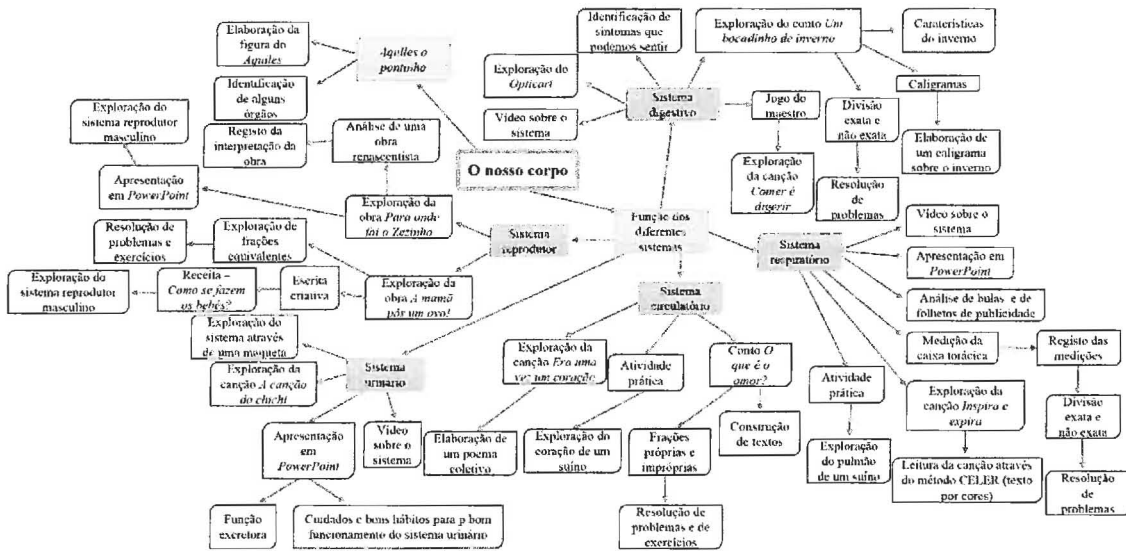 Elaboração da
figura do
Aquiles
Aquiles o
pontinho
Identificação
de alguns
órgãos
Identificação de
sintomas que
podemos sentir
Exploração do conto Um
bocadinho de inverno
Caraterísticas
do inverno
Exploração do
Opticart
Vídeo sobre o
sistema
Sistema
digestivo
Jogo do
maestro
Exploração
da canção
Comer é
digerir
Divisão
exata e
não exata
Resolução
de
problemas
Caligramas
Elaboração de
um caligrama
sobre o inverno
Exploração do
sistema reprodutor
masculino
Registo da
interpretação da
obra
Análise de uma
obra
renascentista
O nosso corpo
Apresentação
em PowerPoint
Exploração da
obra Para onde
foi o Zezinho
Sistema
reprodutor
Função dos
diferentes
sistemas
Resolução de
problemas e
exercícios
Exploração
de frações
equivalentes
Exploração do
sistema reprodutor
masculino
Receita –
Como se fazem
os bebés?
Escrita
criativa
Exploração da
obra A mamã
pôs um ovo!
Sistema
respiratório
Vídeo sobre o
sistema
Apresentação em
PowerPoint
Análise de bulas e de
folhetos de publicidade
Medição da
caixa torácica
Registo das
medições
Divisão
exata e
não exata
Resolução
de
problemas
Atividade
prática
Exploração
do pulmão
de um suíno
Exploração da
canção Inspira e
expira
Leitura da canção através
do método CELER (texto
por cores)
Sistema
circulatório
Exploração da
canção Era uma
vez um coração
Elaboração de
um poema
coletivo
Atividade
prática
Exploração do
coração de um
suíno
Conto O
que é o
amor?
Frações
próprias e
impróprias
Resolução de
problemas e de
exercícios
Construção
de textos
Exploração do
sistema através
de uma maqueta
Exploração da
canção A canção
do chichi
Sistema
urinário
Apresentação
em
PowerPoint
Vídeo
sobre o
sistema
Função
excretora
Cuidados e bons hábitos para p bom
funcionamento do sistema urinário